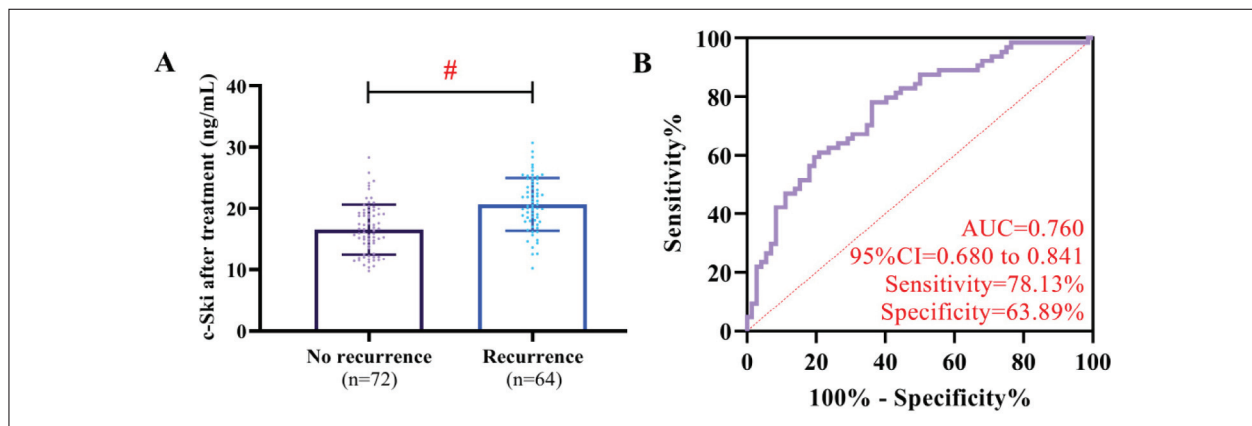 A
#
c-Ski after treatment (ng/mL)
40
30
20
10
0
No recurrence
(n=72)
Recurrence
(n=64)
B
Sensitivity%
100
80
60
40
20
0
AUC=0.760
95%CI=0.680 to 0.841
Sensitivity=78.13%
Specificity=63.89%
0 20 40 60 80 100
100% - Specificity%